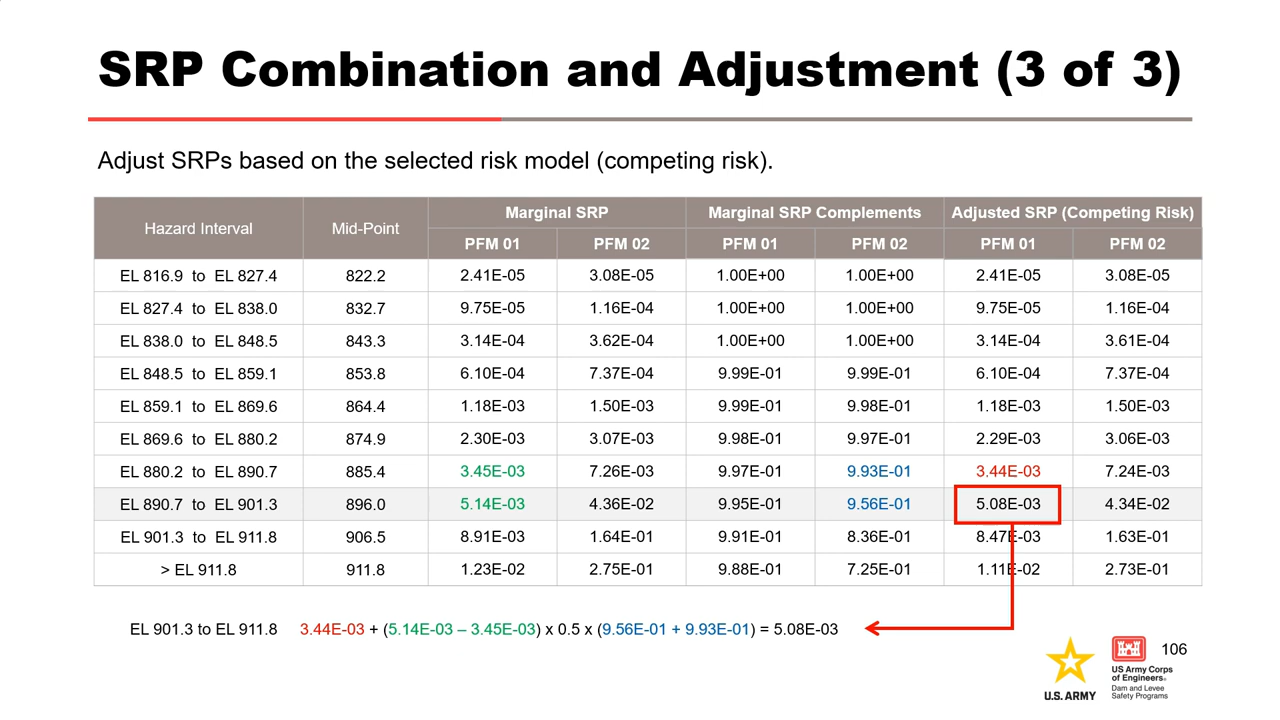 SRP Combination and Adjustment (3 of 3)
Adjust SRPs based on the selected risk model (competing risk).
Hazard Interval Mid-Point Marginal SRP Marginal SRP Complements Adjusted SRP (Competing Risk)
PFM 01 PFM 02 PFM 01 PFM 02 PFM 01 PFM 02
EL 816.9 to EL 827.4 822.2 2.41E-05 3.08E-05 1.00E+00 1.00E+00 2.41E-05 3.08E-05
EL 827.4 to EL 838.0 832.7 9.75E-05 1.16E-04 1.00E+00 1.00E+00 9.75E-05 1.16E-04
EL 838.0 to EL 848.5 843.3 3.14E-04 3.62E-04 1.00E+00 1.00E+00 3.14E-04 3.61E-04
EL 848.5 to EL 859.1 853.8 6.10E-04 7.37E-04 9.99E-01 9.99E-01 6.10E-04 7.37E-04
EL 859.1 to EL 869.6 864.4 1.18E-03 1.50E-03 9.99E-01 9.98E-01 1.18E-03 1.50E-03
EL 869.6 to EL 880.2 874.9 2.30E-03 3.07E-03 9.98E-01 9.97E-01 2.29E-03 3.06E-03
EL 880.2 to EL 890.7 885.4 3.45E-03 7.26E-03 9.97E-01 9.93E-01 3.44E-03 7.24E-03
EL 890.7 to EL 901.3 896.0 5.14E-03 4.36E-02 9.95E-01 9.56E-01 5.08E-03 4.34E-02
EL 901.3 to EL 911.8 906.5 8.91E-03 1.64E-01 9.91E-01 8.36E-01 8.47E-03 1.63E-01
> EL 911.8 911.8 1.23E-02 2.75E-01 9.88E-01 7.25E-01 1.11E-02 2.73E-01
EL 901.3 to EL 911.8 3.44E-03 + (5.14E-03 – 3.45E-03) x 0.5 x (9.56E-01 + 9.93E-01) = 5.08E-03
106
U.S. ARMY
US Army Corps
of Engineers®
Dam and Levee
Safety Programs